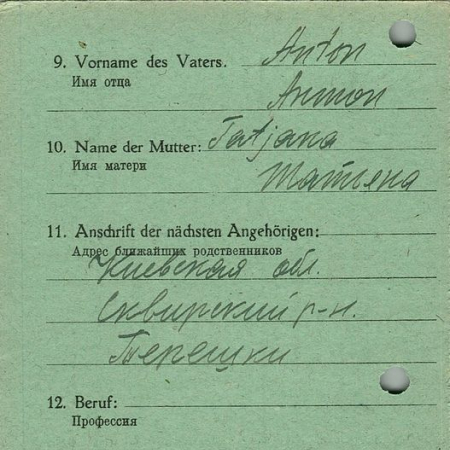 9. Vorname des Vaters. Anton
Имя отца Антон
10. Name der Mutter: Tatjana
Имя матери Татьяна
11. Anschrift der nächsten Angehörigen:
Адрес ближайших родственников
Киевская обл.
Сквирский р-н.
Терешки
12. Beruf:
Профессия